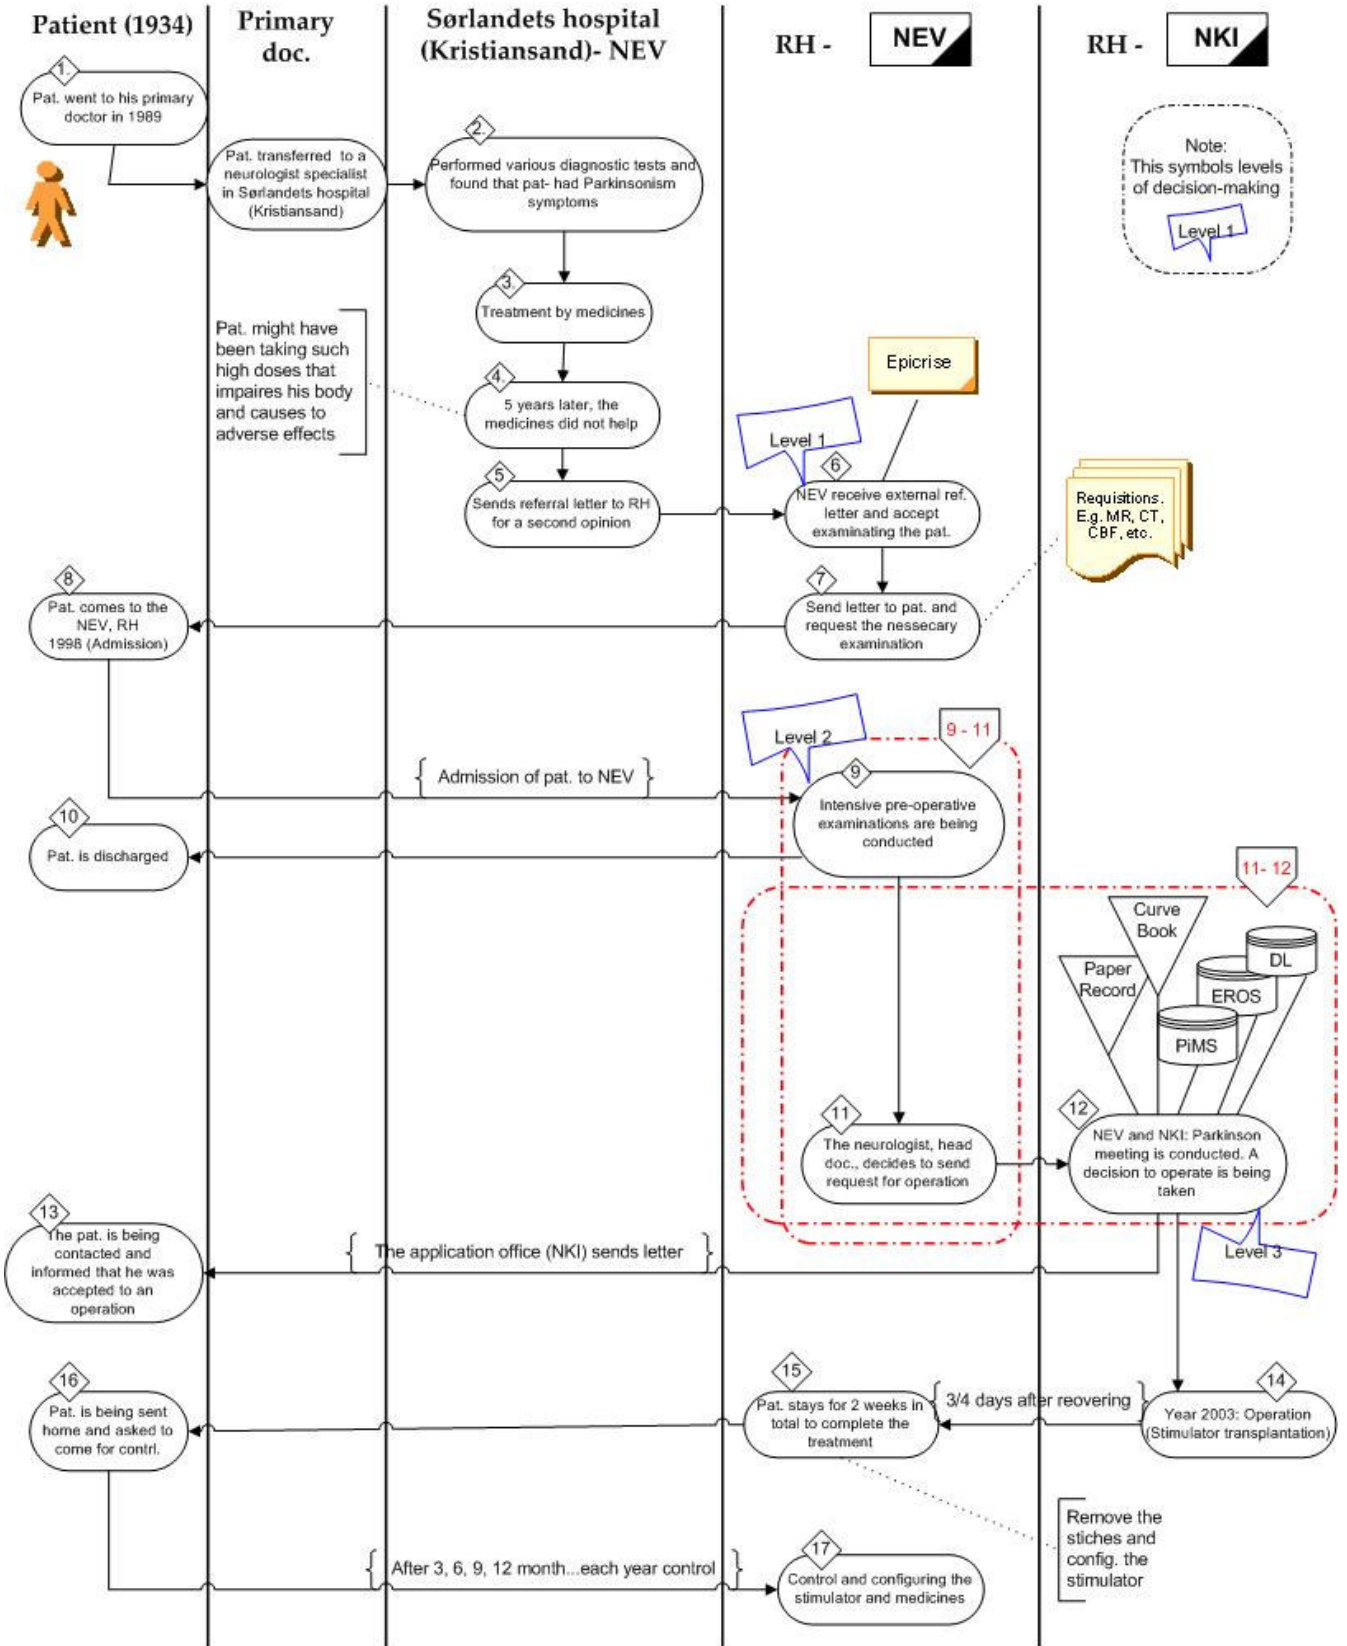 Patient (1934)
Primary
doc.
Sørlandets hospital
(Kristiansand)- NEV
RH -
NEV
RH -
NKI
1.
Pat. went to his primary
doctor in 1989
Pat. transferred to a
neurologist specialist
in Sørlandets hospital
(Kristiansand)
2.
Performed various diagnostic tests and
found that pat- had Parkinsonism
symptoms
Note:
This symbols levels
of decision-making
Level 1
3.
Treatment by medicines
Pat. might have
been taking such
high doses that
impaires his body
and causes to
adverse effects
4.
5 years later, the
medicines did not help
Epicrise
Level 1
5
Sends referral letter to RH
for a second opinion
6
NEV receive external ref.
letter and accept
examinating the pat.
Requisitions.
E.g. MR, CT,
CBF, etc.
7
Send letter to pat. and
request the nessecary
examination
8
Pat. comes to the
NEV, RH
1998 (Admission)
Level 2
9 - 11
Admission of pat. to NEV
9
Intensive pre-operative
examinations are being
conducted
10
Pat. is discharged
11- 12
Curve
Book
Paper
Record
DL
EROS
PiMS
11
The neurologist, head
doc., decides to send
request for operation
12
NEV and NKI: Parkinson
meeting is conducted. A
decision to operate is being
taken
13
The pat. is being
contacted and
informed that he was
accepted to an
operation
The application office (NKI) sends letter
Level 3
14
Year 2003: Operation
(Stimulator transplantation)
3/4 days after reovering
15
Pat. stays for 2 weeks in
total to complete the
treatment
16
Pat. is being sent
home and asked to
come for contrl.
Remove the
stiches and
config. the
stimulator
After 3, 6, 9, 12 month...each year control
17
Control and configuring the
stimulator and medicines